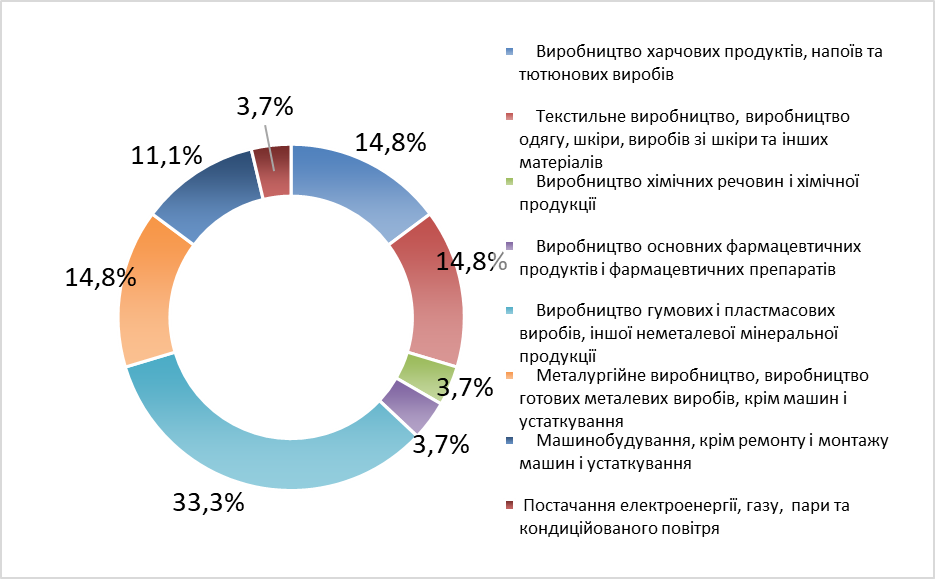 3,7%
14,8%
11,1%
14,8%
14,8%
3,7%
3,7%
33,3%
Виробництво харчових продуктів, напоїв та
тютюнових виробів
Текстильне виробництво, виробництво
одягу, шкіри, виробів зі шкіри та інших
матеріалів
Виробництво хімічних речовин і хімічної
продукції
Виробництво основних фармацевтичних
продуктів і фармацевтичних препаратів
Виробництво гумових і пластмасових
виробів, іншої неметалевої мінеральної
продукції
Металургійне виробництво, виробництво
готових металевих виробів, крім машин і
устаткування
Машинобудування, крім ремонту і монтажу
машин і устаткування
Постачання електроенергії, газу, пари та
кондиційованого повітря